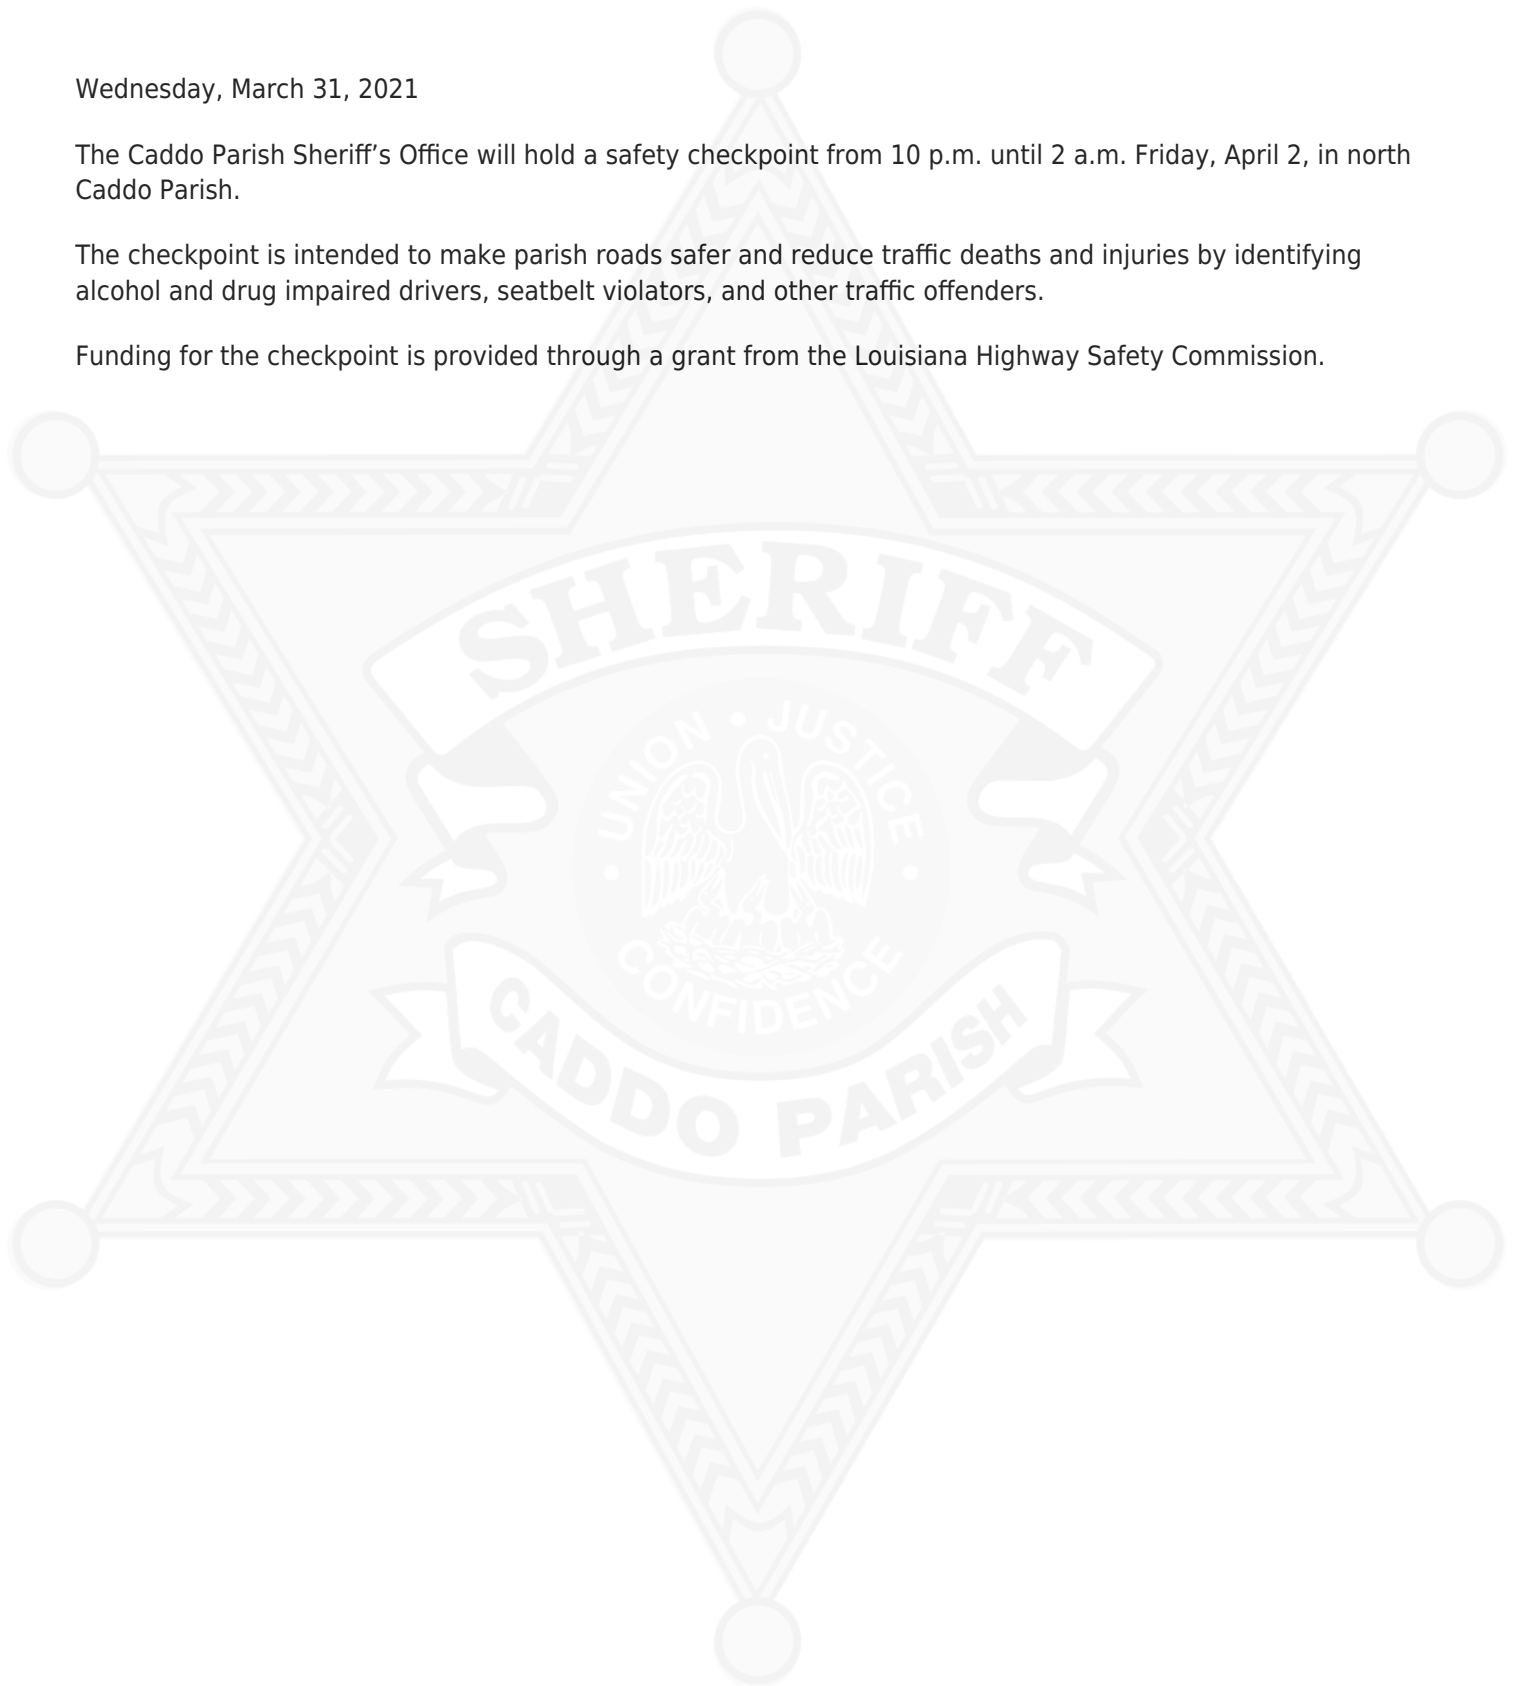 Wednesday, March 31, 2021
The Caddo Parish Sheriff’s Office will hold a safety checkpoint from 10 p.m. until 2 a.m. Friday, April 2, in north
Caddo Parish.
The checkpoint is intended to make parish roads safer and reduce traffic deaths and injuries by identifying
alcohol and drug impaired drivers, seatbelt violators, and other traffic offenders.
Funding for the checkpoint is provided through a grant from the Louisiana Highway Safety Commission.
SHERIFF
UNION • JUSTICE •
• CONFIDENCE
CADDO PARISH